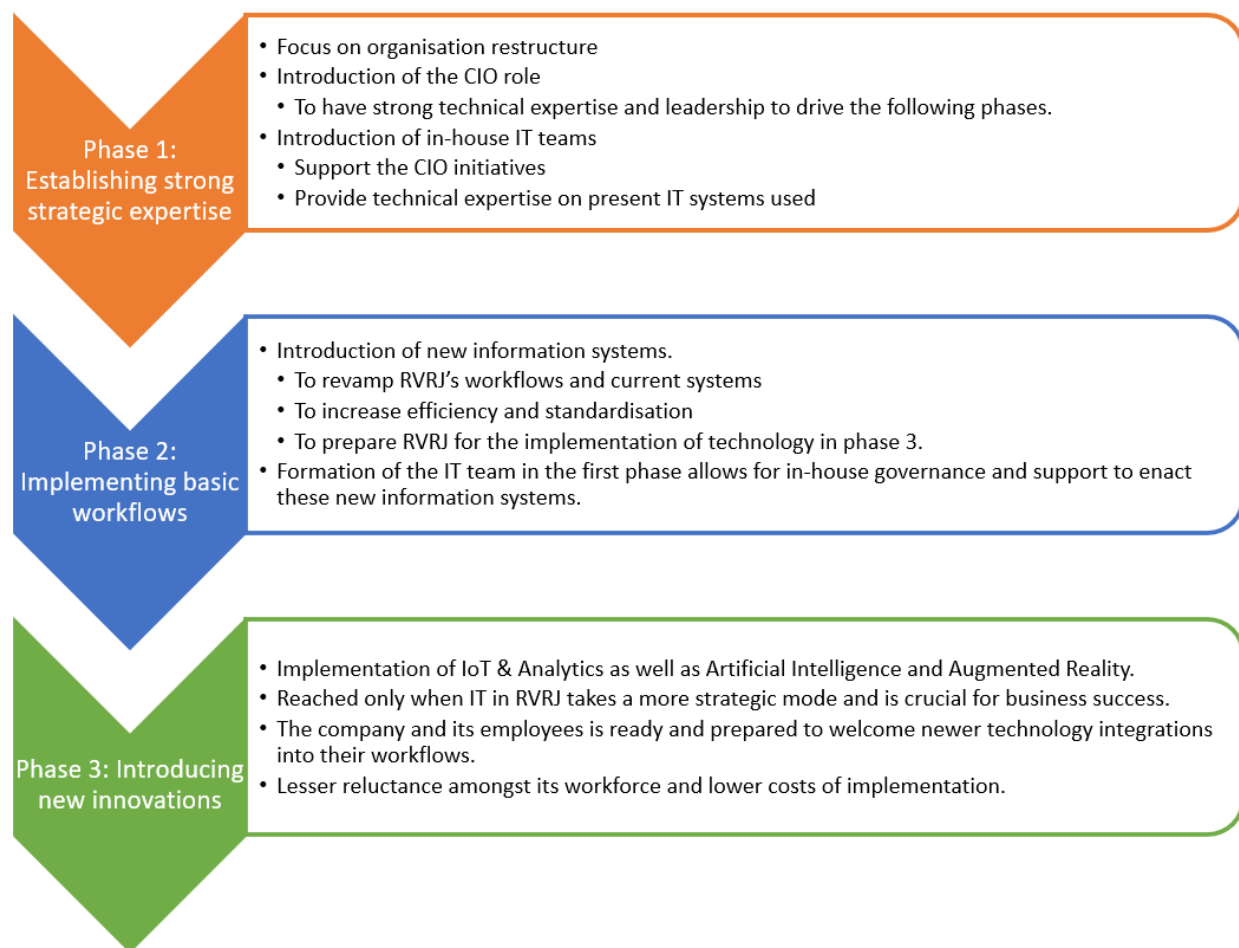 Phase 1:
Establishing strong
strategic expertise
• Focus on organisation restructure
• Introduction of the CIO role
• To have strong technical expertise and leadership to drive the following phases.
• Introduction of in-house IT teams
• Support the CIO initiatives
• Provide technical expertise on present IT systems used
Phase 2:
Implementing basic
workflows
• Introduction of new information systems.
• To revamp RVRJ’s workflows and current systems
• To increase efficiency and standardisation
• To prepare RVRJ for the implementation of technology in phase 3.
• Formation of the IT team in the first phase allows for in-house governance and support to enact
these new information systems.
Phase 3: Introducing
new innovations
• Implementation of IoT & Analytics as well as Artificial Intelligence and Augmented Reality.
• Reached only when IT in RVRJ takes a more strategic mode and is crucial for business success.
• The company and its employees is ready and prepared to welcome newer technology integrations
into their workflows.
• Lesser reluctance amongst its workforce and lower costs of implementation.